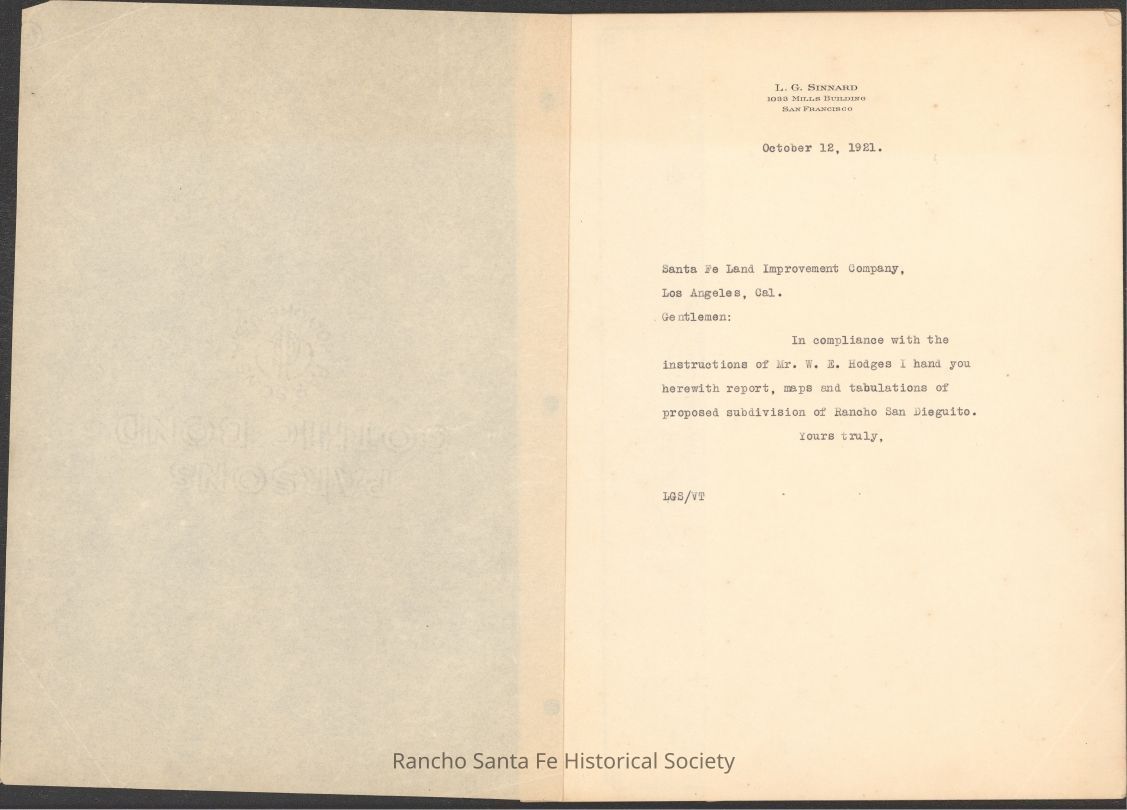 L. G. Sinnard
1033 Mills Building
San Francisco
October 12, 1921.
Santa Fe Land Improvement Company,
Los Angeles, Cal.
Gentlemen:
In compliance with the
instructions of Mr. W. E. Hodges I hand you
herewith report, maps and tabulations of
proposed subdivision of Rancho San Dieguito.
Yours truly,
LGS/VT
Rancho Santa Fe Historical Society